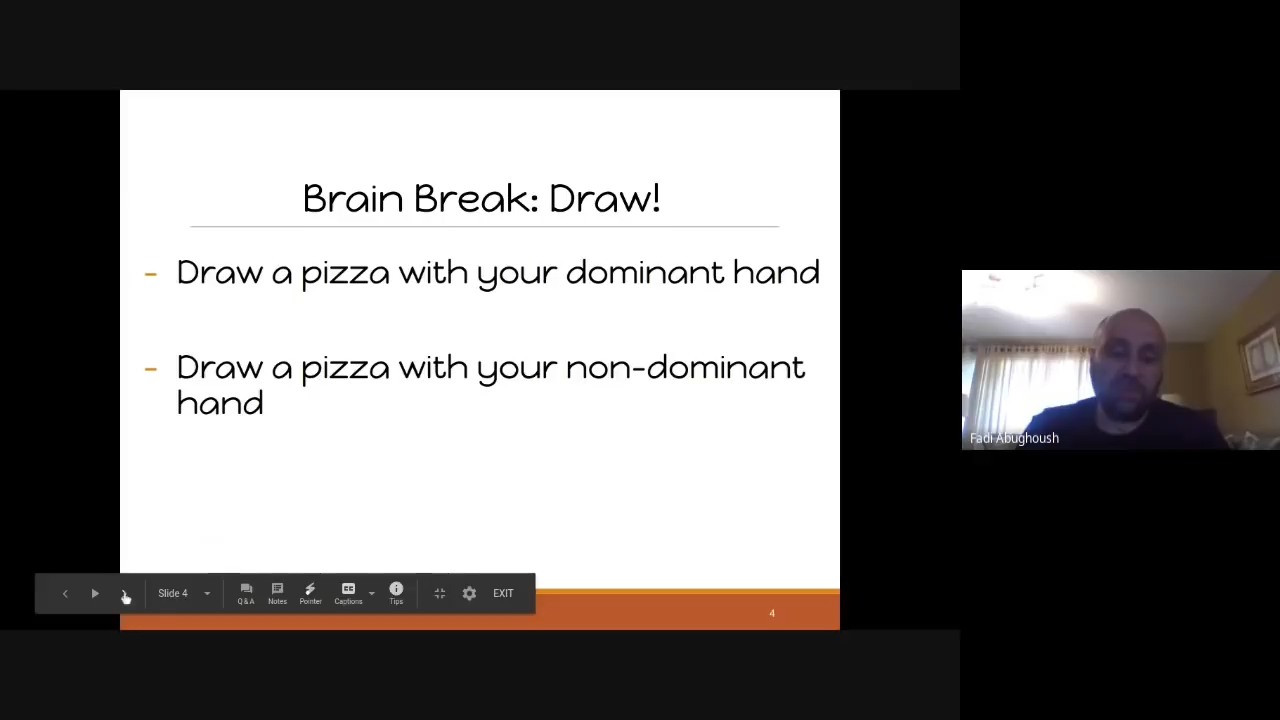 Brain Break: Draw!
- Draw a pizza with your dominant hand
- Draw a pizza with your non-dominant
hand
Fadi Abughoush
Slide 4
Q&A
Notes
Pointer
Captions
Tips
EXIT
4